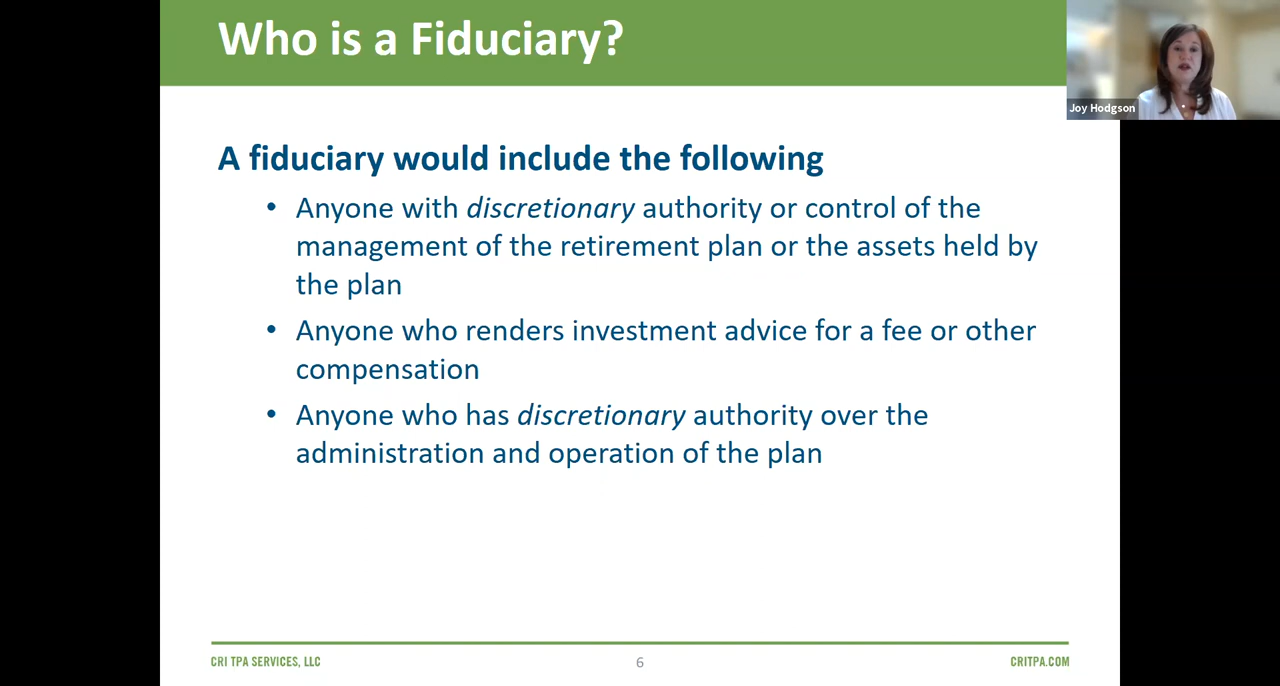 Who is a Fiduciary?
Joy Hodgson
A fiduciary would include the following
• Anyone with discretionary authority or control of the
management of the retirement plan or the assets held by
the plan
• Anyone who renders investment advice for a fee or other
compensation
• Anyone who has discretionary authority over the
administration and operation of the plan
CRI TPA SERVICES, LLC
6
CRITPA.COM